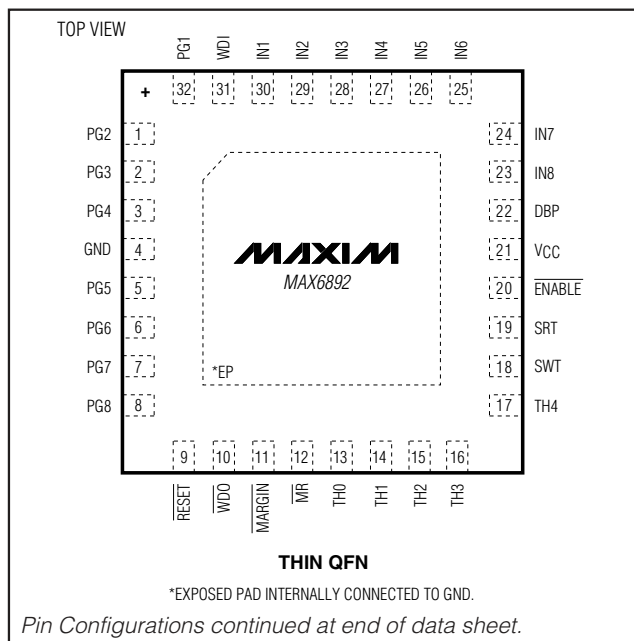 TOP VIEW
PG1 WDI IN1 IN2 IN3 IN4 IN5 IN6
+ 32 31 30 29 28 27 26 25
PG2 1 24 IN7
PG3 2 23 IN8
PG4 3 22 DBP
GND 4 21 VCC
MAXIM
MAX6892
PG5 5 20 ENABLE
PG6 6 19 SRT
PG7 7 18 SWT
*EP
PG8 8 17 TH4
9 10 11 12 13 14 15 16
RESET WDO MARGIN MR TH0 TH1 TH2 TH3
THIN QFN
*EXPOSED PAD INTERNALLY CONNECTED TO GND.
Pin Configurations continued at end of data sheet.